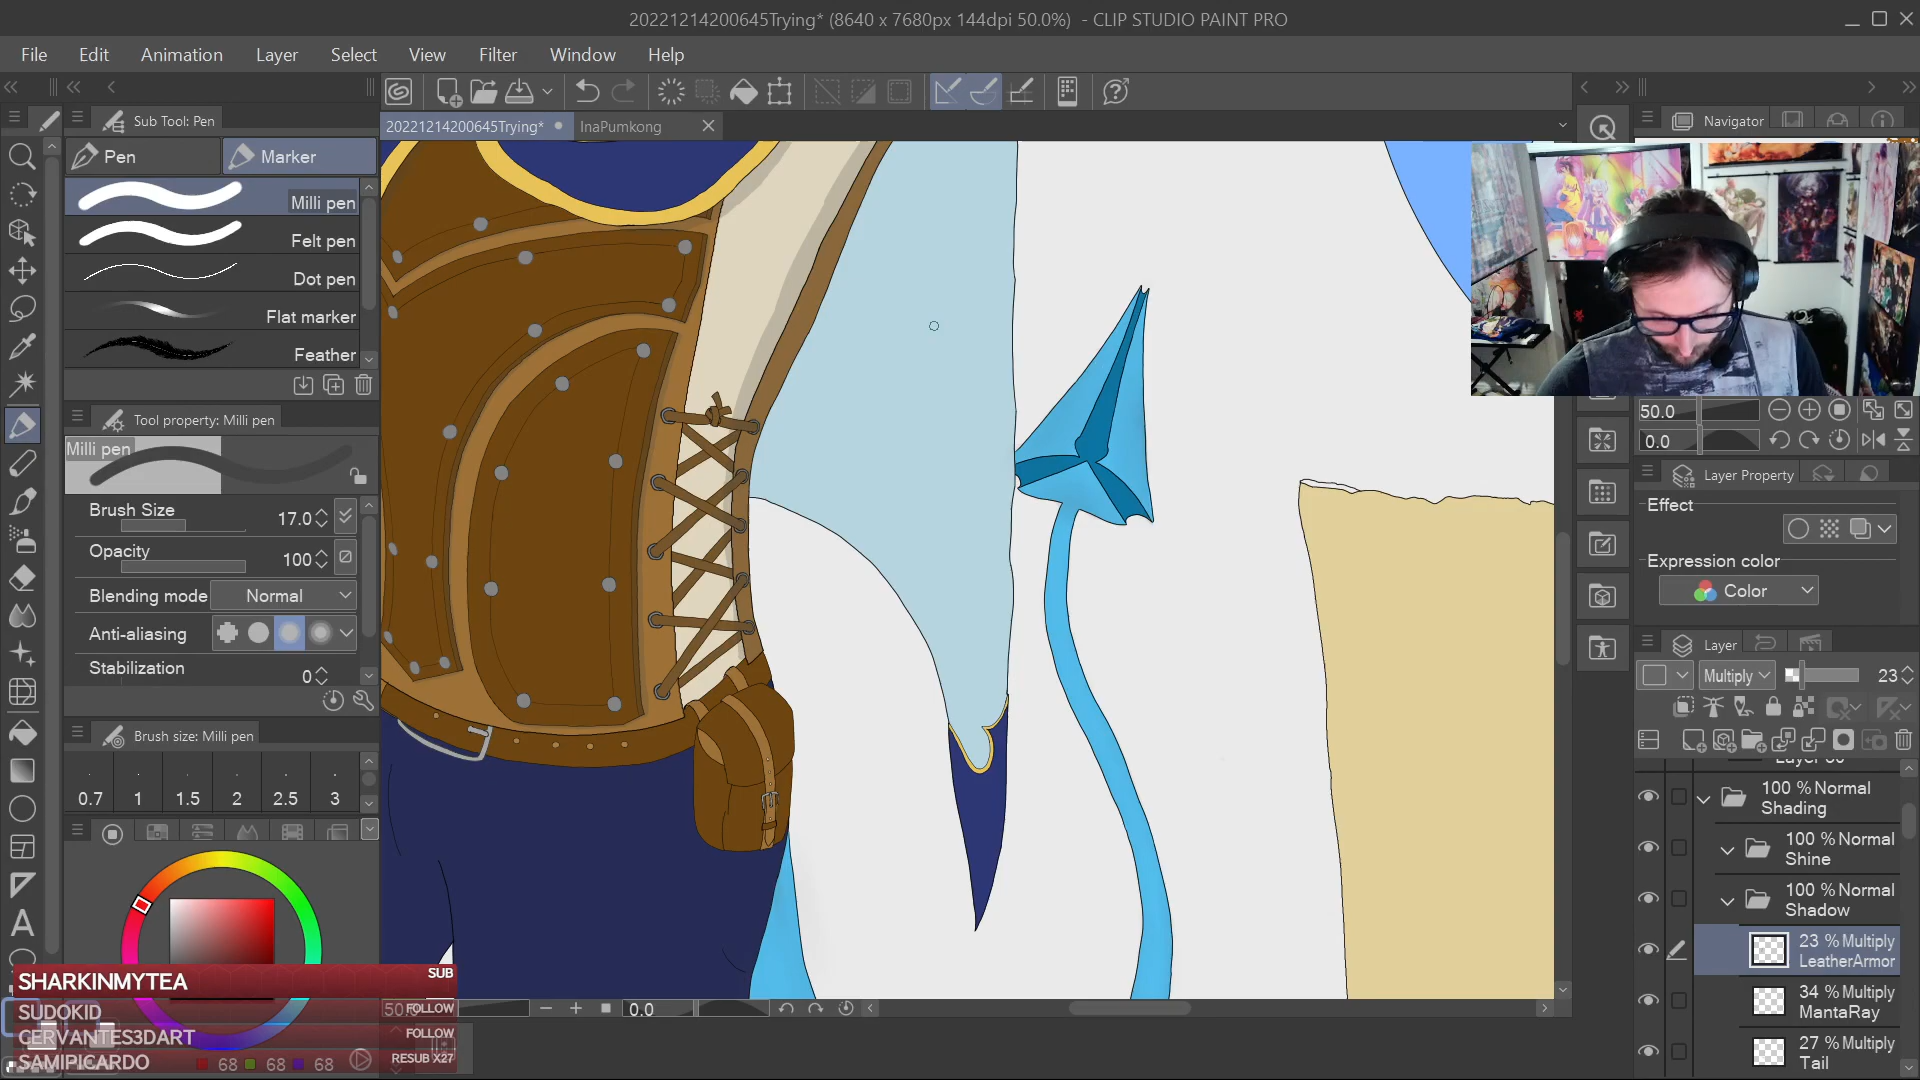 20221214200645Trying* (8640 x 7680px 144dpi 50.0%) - CLIP STUDIO PAINT PRO
File Edit Animation Layer Select View Filter Window Help
Sub Tool: Pen
20221214200645Trying*
InaPumkong
Navigator
Pen
Marker
Milli pen
Felt pen
Dot pen
Flat marker
Feather
Tool property: Milli pen
Milli pen
Brush Size 17.0
Opacity 100
Blending mode Normal
Anti-aliasing
Stabilization 0
Brush size: Milli pen
0.7 1 1.5 2 2.5 3
50.0
0.0
Layer Property
Effect
Expression color
Color
Layer
Multiply 23
100 %Normal
Shading
100 %Normal
Shine
100 %Normal
Shadow
23 %Multiply
LeatherArmor
34 %Multiply
MantaRay
27 %Multiply
Tail
SHARKINMYTEA SUB
SUDOKID FOLLOW
CERVANTES3DART FOLLOW
SAMIPICARDO RESUB X27
68 68 68
0.0